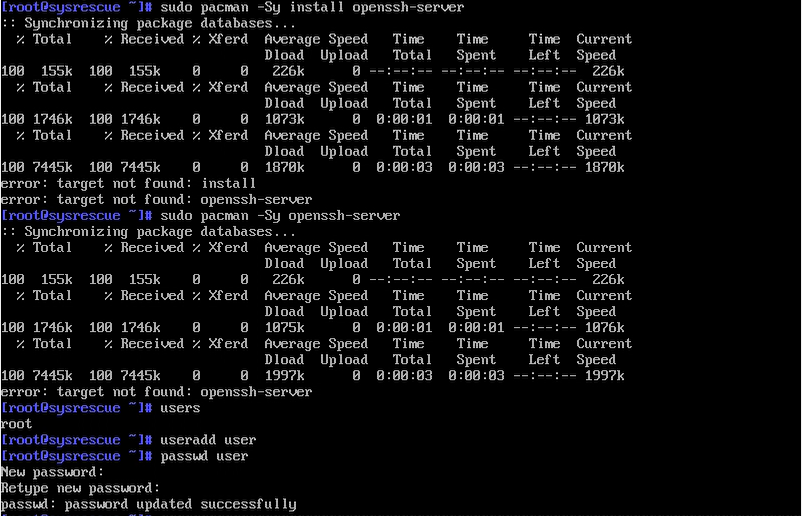 [root@sysrescue ~]# sudo pacman -Sy install openssh-server
:: Synchronizing package databases...
  % Total    % Received % Xferd  Average Speed   Time    Time     Time  Current
                                 Dload  Upload   Total   Spent    Left  Speed
100  155k  100  155k    0     0   226k      0 --:--:-- --:--:-- --:--:-- 226k
  % Total    % Received % Xferd  Average Speed   Time    Time     Time  Current
                                 Dload  Upload   Total   Spent    Left  Speed
100 1746k  100 1746k    0     0  1073k      0  0:00:01  0:00:01 --:--:-- 1073k
  % Total    % Received % Xferd  Average Speed   Time    Time     Time  Current
                                 Dload  Upload   Total   Spent    Left  Speed
100 7445k  100 7445k    0     0  1870k      0  0:00:03  0:00:03 --:--:-- 1870k
error: target not found: install
error: target not found: openssh-server
[root@sysrescue ~]# sudo pacman -Sy openssh-server
:: Synchronizing package databases...
  % Total    % Received % Xferd  Average Speed   Time    Time     Time  Current
                                 Dload  Upload   Total   Spent    Left  Speed
100  155k  100  155k    0     0   226k      0 --:--:-- --:--:-- --:--:-- 226k
  % Total    % Received % Xferd  Average Speed   Time    Time     Time  Current
                                 Dload  Upload   Total   Spent    Left  Speed
100 1746k  100 1746k    0     0  1075k      0  0:00:01  0:00:01 --:--:-- 1076k
  % Total    % Received % Xferd  Average Speed   Time    Time     Time  Current
                                 Dload  Upload   Total   Spent    Left  Speed
100 7445k  100 7445k    0     0  1997k      0  0:00:03  0:00:03 --:--:-- 1997k
error: target not found: openssh-server
[root@sysrescue ~]# users
root
[root@sysrescue ~]# useradd user
[root@sysrescue ~]# passwd user
New password:
Retype new password:
passwd: password updated successfully